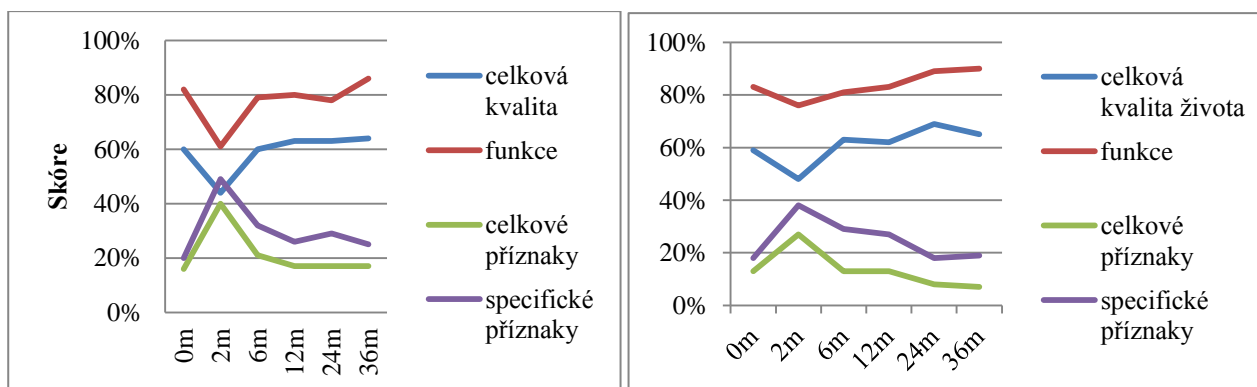 100%
80%
60%
40%
20%
0%
Skóre
0m
2m
6m
12m
24m
36m
celková
kvalita
funkce
celkové
příznaky
specifické
příznaky
100%
80%
60%
40%
20%
0%
0m
2m
6m
12m
24m
36m
celková
kvalita života
funkce
celkové
příznaky
specifické
příznaky